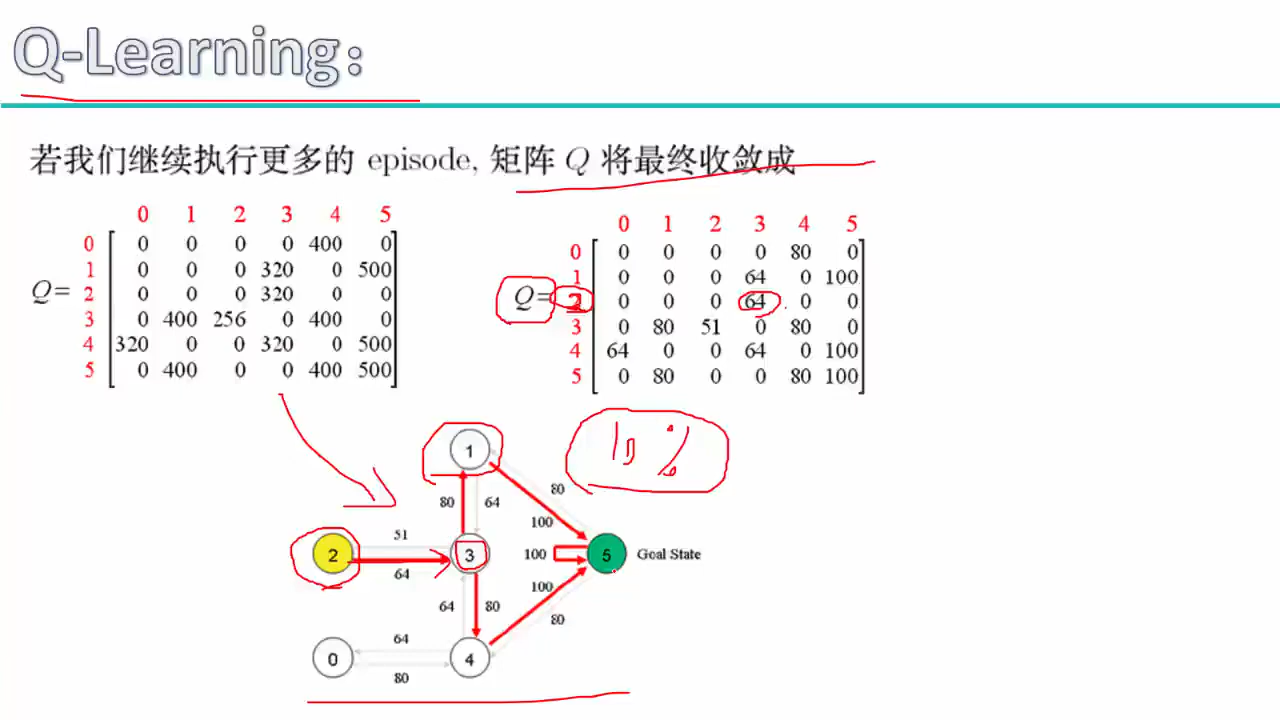 Q-Learning:
若我们继续执行更多的 episode, 矩阵 Q 将最终收敛成
0 1 2 3 4 5
0 0 0 0 0 400 0
1 0 0 0 320 0 500
Q= 2 0 0 0 320 0 0
3 0 400 256 0 400 0
4 320 0 0 320 0 500
5 0 400 0 0 400 500
0 1 2 3 4 5
0 0 0 0 0 80 0
1 0 0 0 64 0 100
Q= 2 0 0 0 64 0 0
3 0 80 51 0 80 0
4 64 0 0 64 0 100
5 0 80 0 0 80 100
1
80 64
80
100
51
2 3 100 5 Goal State
64
100
64 80
80
64
0 4
80